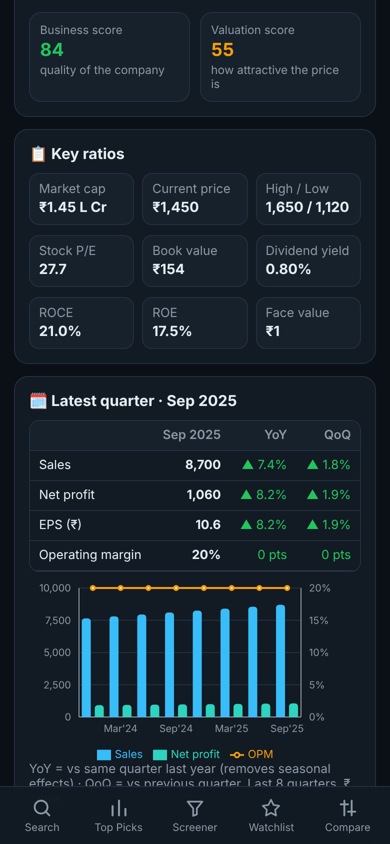 Business score
84
quality of the company
Valuation score
55
how attractive the price
is
📋 Key ratios
Market cap
₹1.45 L Cr
Current price
₹1,450
High / Low
1,650 / 1,120
Stock P/E
27.7
Book value
₹154
Dividend yield
0.80%
ROCE
21.0%
ROE
17.5%
Face value
₹1
🗓️ Latest quarter · Sep 2025
Sep 2025 YoY QoQ
Sales 8,700 ▲ 7.4% ▲ 1.8%
Net profit 1,060 ▲ 8.2% ▲ 1.9%
EPS (₹) 10.6 ▲ 8.2% ▲ 1.9%
Operating margin 20% 0 pts 0 pts
10,000 20%
7,500 15%
5,000 10%
2,500 5%
0 0%
Mar'24 Sep'24 Mar'25 Sep'25
Sales Net profit OPM
YoY = vs same quarter last year (removes seasonal
effects) · QoQ = vs previous quarter. Last 8 quarters, ₹
Search Top Picks Screener Watchlist Compare